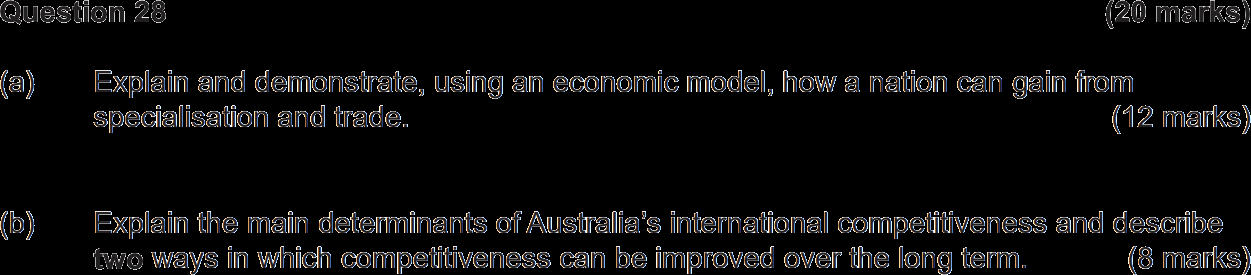 Question 28 (20 marks)
(a) Explain and demonstrate, using an economic model, how a nation can gain from
specialisation and trade. (12 marks)
(b) Explain the main determinants of Australia's international competitiveness and describe
two ways in which competitiveness can be improved over the long term. (8 marks)